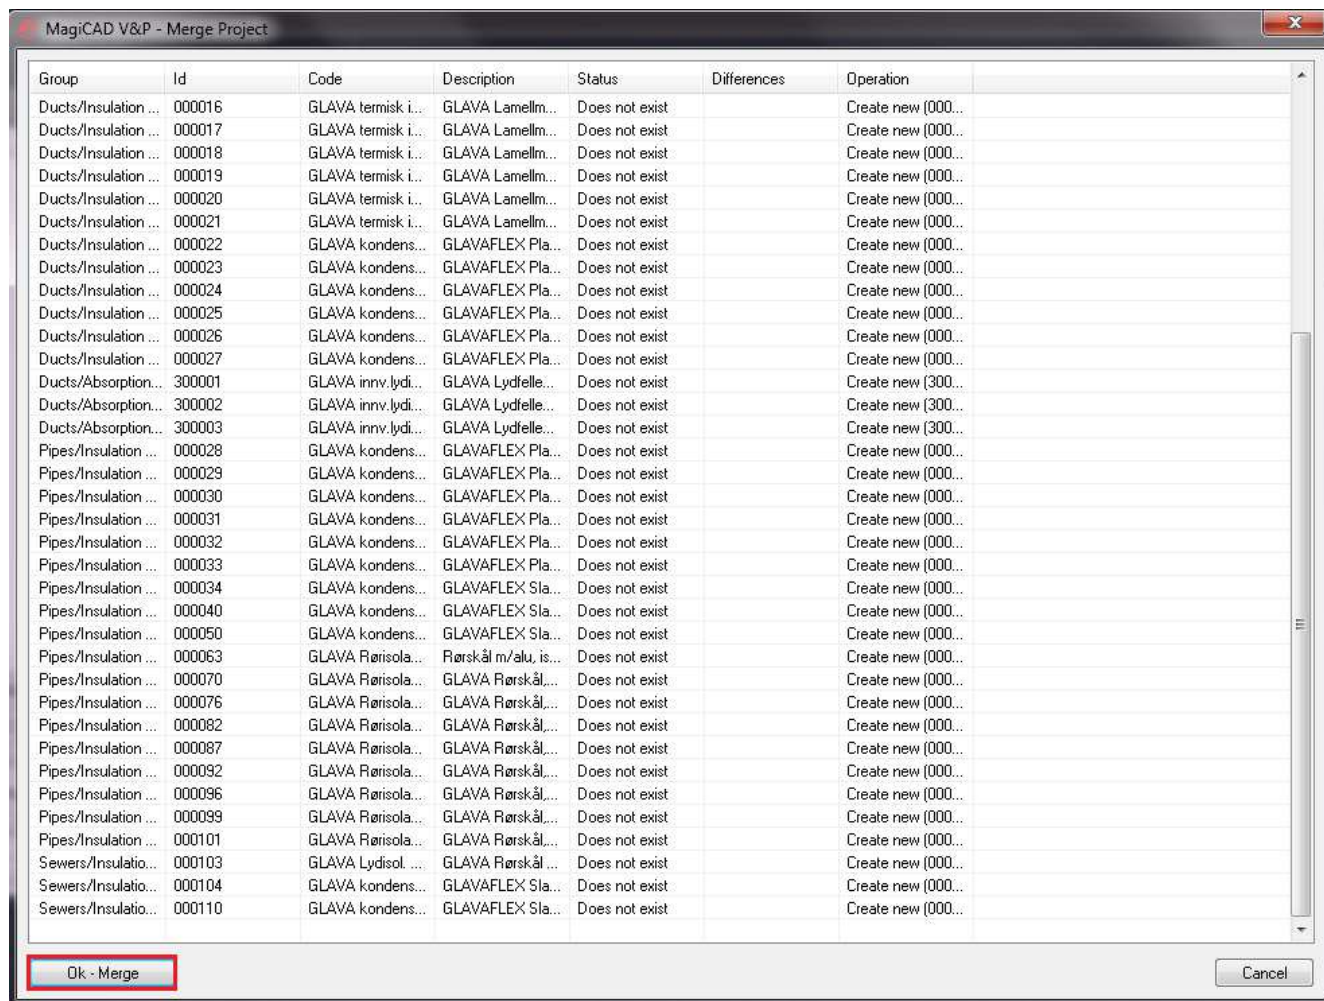 MagiCAD V&P - Merge Project
Group Id Code Description Status Differences Operation
Ducts/Insulation ... 000016 GLAVA termisk i... GLAVA Lamellm... Does not exist Create new (000...
Ducts/Insulation ... 000017 GLAVA termisk i... GLAVA Lamellm... Does not exist Create new (000...
Ducts/Insulation ... 000018 GLAVA termisk i... GLAVA Lamellm... Does not exist Create new (000...
Ducts/Insulation ... 000019 GLAVA termisk i... GLAVA Lamellm... Does not exist Create new (000...
Ducts/Insulation ... 000020 GLAVA termisk i... GLAVA Lamellm... Does not exist Create new (000...
Ducts/Insulation ... 000021 GLAVA termisk i... GLAVA Lamellm... Does not exist Create new (000...
Ducts/Insulation ... 000022 GLAVA kondens... GLAVAFLEX Pla... Does not exist Create new (000...
Ducts/Insulation ... 000023 GLAVA kondens... GLAVAFLEX Pla... Does not exist Create new (000...
Ducts/Insulation ... 000024 GLAVA kondens... GLAVAFLEX Pla... Does not exist Create new (000...
Ducts/Insulation ... 000025 GLAVA kondens... GLAVAFLEX Pla... Does not exist Create new (000...
Ducts/Insulation ... 000026 GLAVA kondens... GLAVAFLEX Pla... Does not exist Create new (000...
Ducts/Insulation ... 000027 GLAVA kondens... GLAVAFLEX Pla... Does not exist Create new (000...
Ducts/Absorption... 300001 GLAVA innv.lydi... GLAVA Lydfelle... Does not exist Create new (300...
Ducts/Absorption... 300002 GLAVA innv.lydi... GLAVA Lydfelle... Does not exist Create new (300...
Ducts/Absorption... 300003 GLAVA innv.lydi... GLAVA Lydfelle... Does not exist Create new (300...
Pipes/Insulation ... 000028 GLAVA kondens... GLAVAFLEX Pla... Does not exist Create new (000...
Pipes/Insulation ... 000029 GLAVA kondens... GLAVAFLEX Pla... Does not exist Create new (000...
Pipes/Insulation ... 000030 GLAVA kondens... GLAVAFLEX Pla... Does not exist Create new (000...
Pipes/Insulation ... 000031 GLAVA kondens... GLAVAFLEX Pla... Does not exist Create new (000...
Pipes/Insulation ... 000032 GLAVA kondens... GLAVAFLEX Pla... Does not exist Create new (000...
Pipes/Insulation ... 000033 GLAVA kondens... GLAVAFLEX Pla... Does not exist Create new (000...
Pipes/Insulation ... 000034 GLAVA kondens... GLAVAFLEX Sla... Does not exist Create new (000...
Pipes/Insulation ... 000040 GLAVA kondens... GLAVAFLEX Sla... Does not exist Create new (000...
Pipes/Insulation ... 000050 GLAVA kondens... GLAVAFLEX Sla... Does not exist Create new (000...
Pipes/Insulation ... 000063 GLAVA Rørisola... Rørskål m/alu, is... Does not exist Create new (000...
Pipes/Insulation ... 000070 GLAVA Rørisola... GLAVA Rørskål,... Does not exist Create new (000...
Pipes/Insulation ... 000076 GLAVA Rørisola... GLAVA Rørskål,... Does not exist Create new (000...
Pipes/Insulation ... 000082 GLAVA Rørisola... GLAVA Rørskål,... Does not exist Create new (000...
Pipes/Insulation ... 000087 GLAVA Rørisola... GLAVA Rørskål,... Does not exist Create new (000...
Pipes/Insulation ... 000092 GLAVA Rørisola... GLAVA Rørskål,... Does not exist Create new (000...
Pipes/Insulation ... 000096 GLAVA Rørisola... GLAVA Rørskål,... Does not exist Create new (000...
Pipes/Insulation ... 000099 GLAVA Rørisola... GLAVA Rørskål,... Does not exist Create new (000...
Pipes/Insulation ... 000101 GLAVA Rørisola... GLAVA Rørskål,... Does not exist Create new (000...
Sewers/Insulatio... 000103 GLAVA Lydisol. ... GLAVA Rørskål ... Does not exist Create new (000...
Sewers/Insulatio... 000104 GLAVA kondens... GLAVAFLEX Sla... Does not exist Create new (000...
Sewers/Insulatio... 000110 GLAVA kondens... GLAVAFLEX Sla... Does not exist Create new (000...
Ok - Merge Cancel